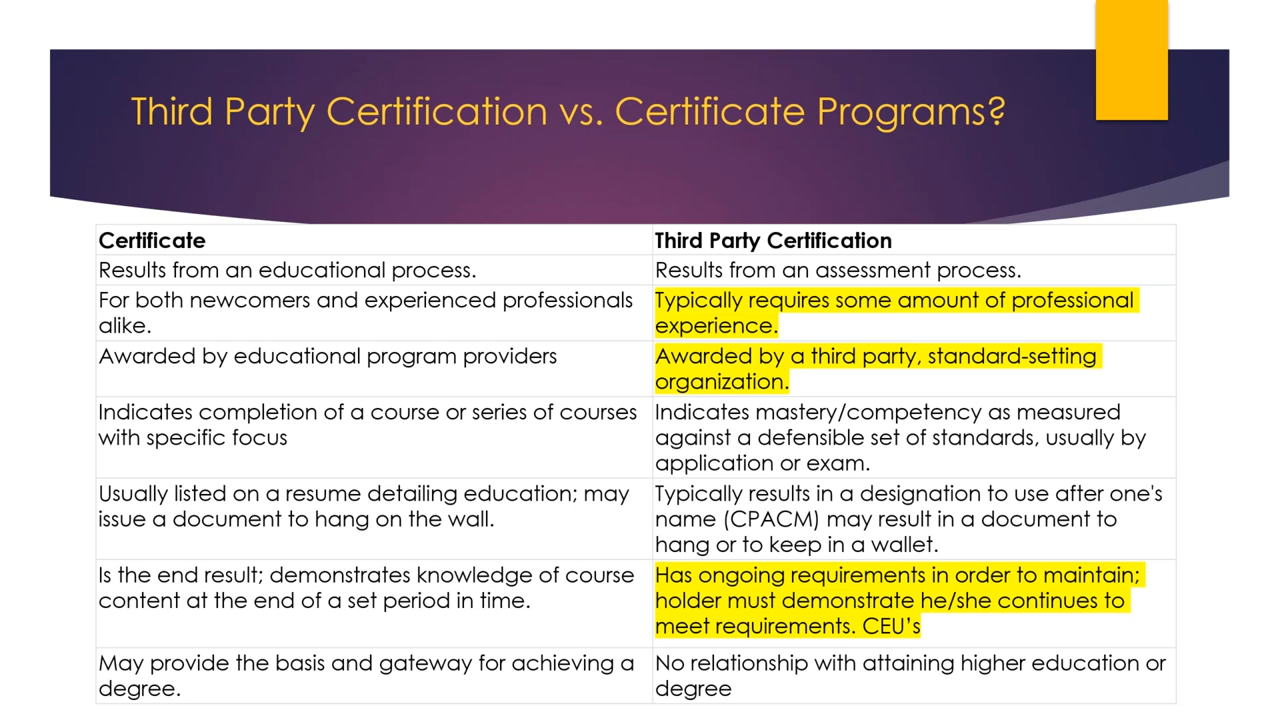 Third Party Certification vs. Certificate Programs?
Certificate
Third Party Certification
Results from an educational process.
Results from an assessment process.
For both newcomers and experienced professionals
alike.
Typically requires some amount of professional
experience.
Awarded by educational program providers
Awarded by a third party, standard-setting
organization.
Indicates completion of a course or series of courses
with specific focus
Indicates mastery/competency as measured
against a defensible set of standards, usually by
application or exam.
Usually listed on a resume detailing education; may
issue a document to hang on the wall.
Typically results in a designation to use after one's
name (CPACM) may result in a document to
hang or to keep in a wallet.
Is the end result; demonstrates knowledge of course
content at the end of a set period in time.
Has ongoing requirements in order to maintain;
holder must demonstrate he/she continues to
meet requirements. CEU’s
May provide the basis and gateway for achieving a
degree.
No relationship with attaining higher education or
degree